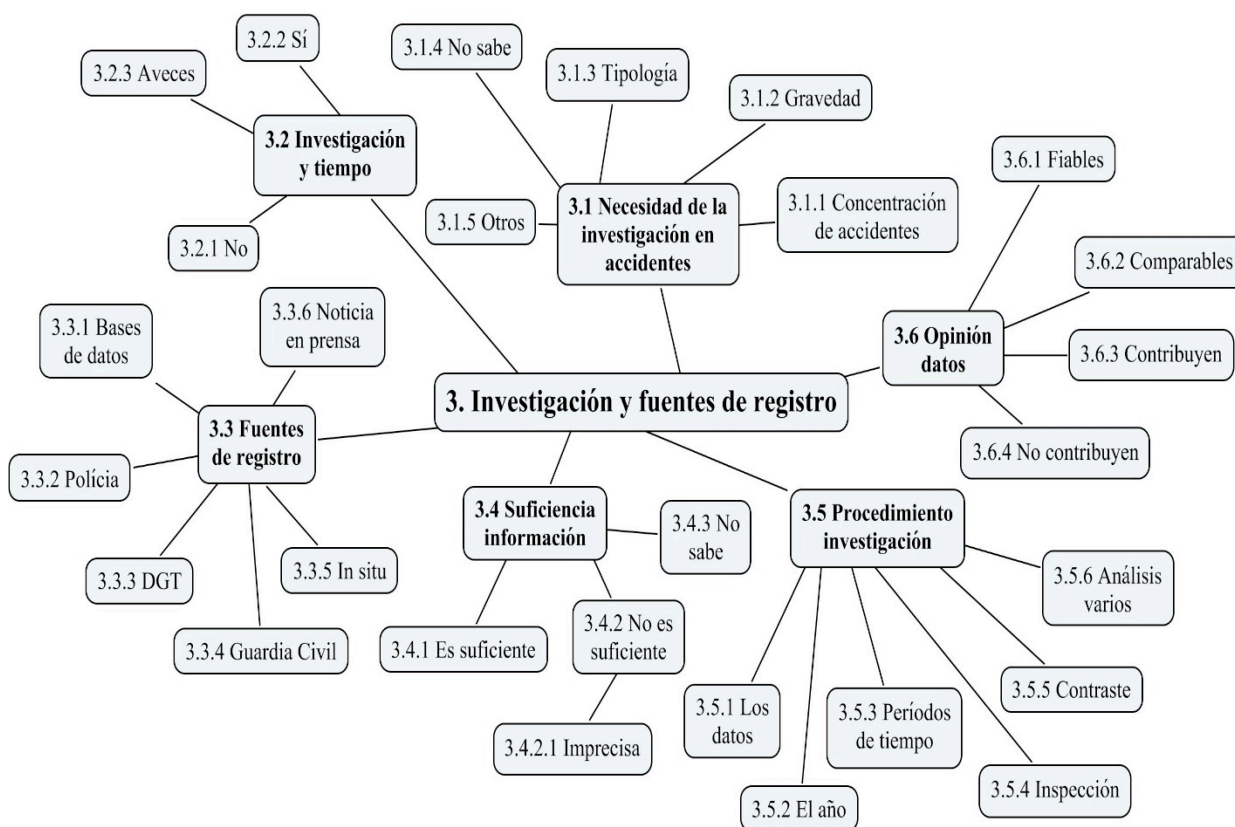 3.2.2 Sí
3.1.4 No sabe
3.2.3 Aveces
3.1.3 Tipología
3.1.2 Gravedad
3.2 Investigación
y tiempo
3.6.1 Fiables
3.1 Necesidad de la
investigación en
accidentes
3.1.1 Concentración
de accidentes
3.1.5 Otros
3.2.1 No
3.6.2 Comparables
3.3.1 Bases
de datos
3.3.6 Noticia
en prensa
3.6 Opinión
datos
3.6.3 Contribuyen
3. Investigación y fuentes de registro
3.3 Fuentes
de registro
3.6.4 No contribuyen
3.3.2 Polícia
3.4 Suficiencia
información
3.4.3 No
sabe
3.5 Procedimiento
investigación
3.3.3 DGT
3.3.5 In situ
3.5.6 Análisis
varios
3.3.4 Guardia Civil
3.4.1 Es suficiente
3.4.2 No es
suficiente
3.5.5 Contraste
3.5.1 Los
datos
3.5.3 Períodos
de tiempo
3.4.2.1 Imprecisa
3.5.4 Inspección
3.5.2 El año